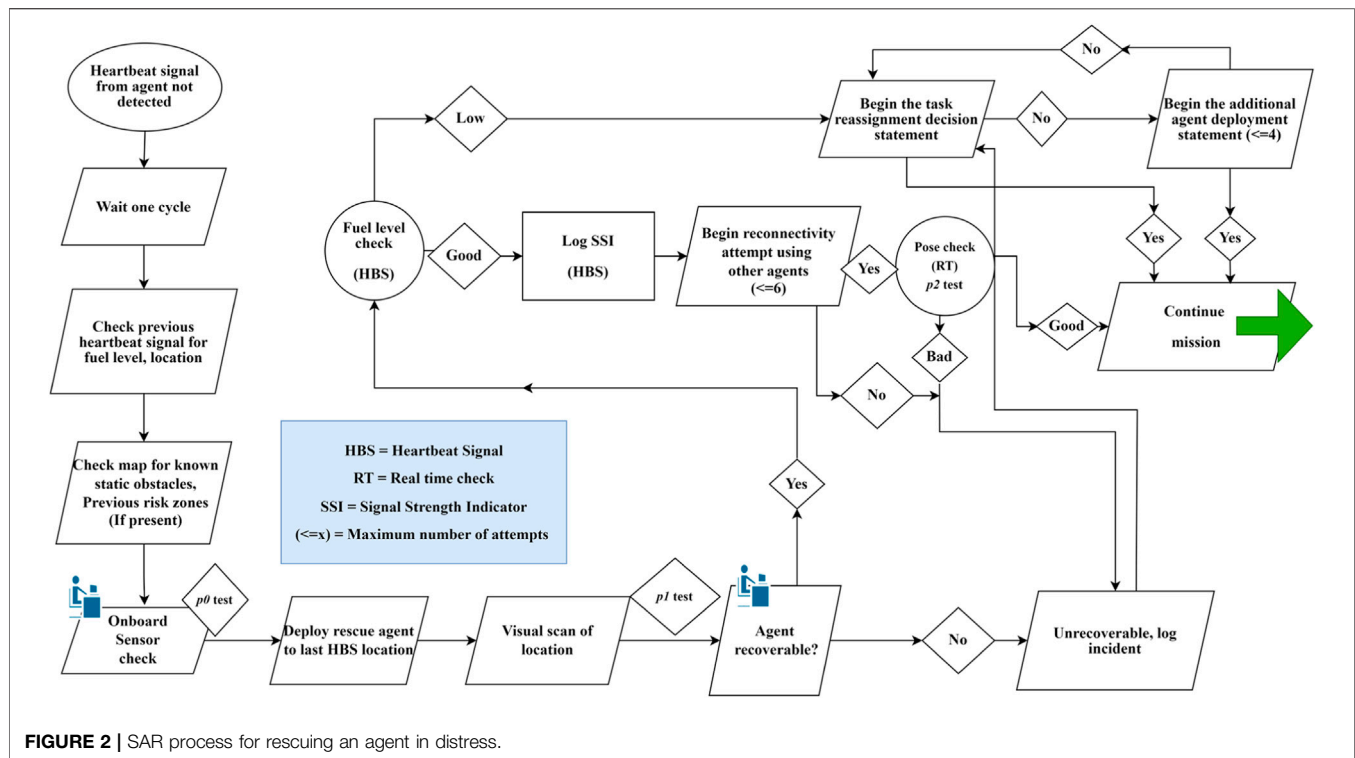 Heartbeat signal
from agent not
detected
Wait one cycle
Check previous
heartbeat signal for
fuel level, location
Check map for known
static obstacles,
Previous risk zones
(If present)
Onboard
Sensor
check
p0 test
Deploy rescue agent
to last HBS location
Visual scan of
location
p1 test
Agent
recoverable?
Yes
No
Unrecoverable, log
incident
Fuel level
check
(HBS)
Low
Good
Log SSI
(HBS)
Begin reconnectivity
attempt using
other agents
(<=6)
Yes
No
Pose check
(RT)
p2 test
Bad
Good
Begin the task
reassignment decision
statement
No
No
Begin the additional
agent deployment
statement (<=4)
Yes
Yes
Continue
mission
HBS = Heartbeat Signal
RT = Real time check
SSI = Signal Strength Indicator
(<=x) = Maximum number of attempts
FIGURE 2 | SAR process for rescuing an agent in distress.